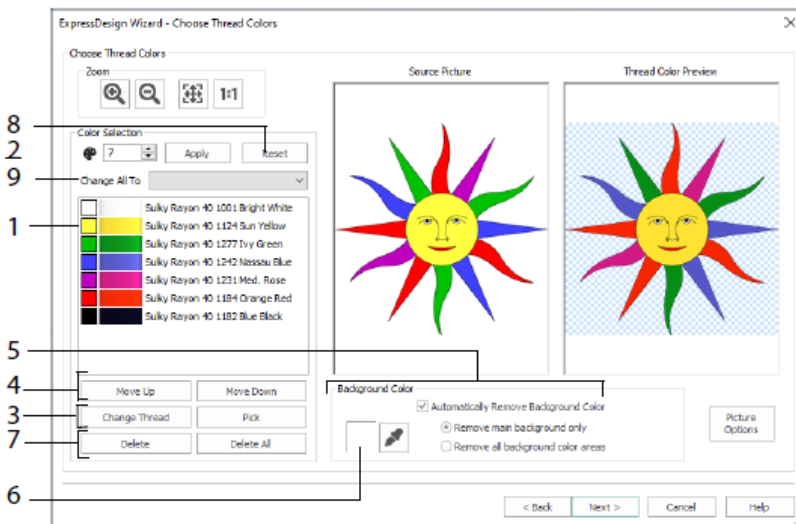 ExpressDesign Wizard - Choose Thread Colors
Choose Thread Colors
Zoom
1:1
Source Picture
Thread Color Preview
8
Color Selection
2
7
Apply
Reset
9
Change All To
1
Sulky Rayon 40 1001 Bright White
Sulky Rayon 40 1124 Sun Yellow
Sulky Rayon 40 1277 Ivy Green
Sulky Rayon 40 1242 Nassau Blue
Sulky Rayon 40 1231 Med. Rose
Sulky Rayon 40 1184 Orange Red
Sulky Rayon 40 1182 Blue Black
5
4
Move Up
Move Down
3
Change Thread
Pick
7
Delete
Delete All
Background Color
Automatically Remove Background Color
Remove main background only
Remove all background color areas
Picture
Options
6
< Back
Next >
Cancel
Help